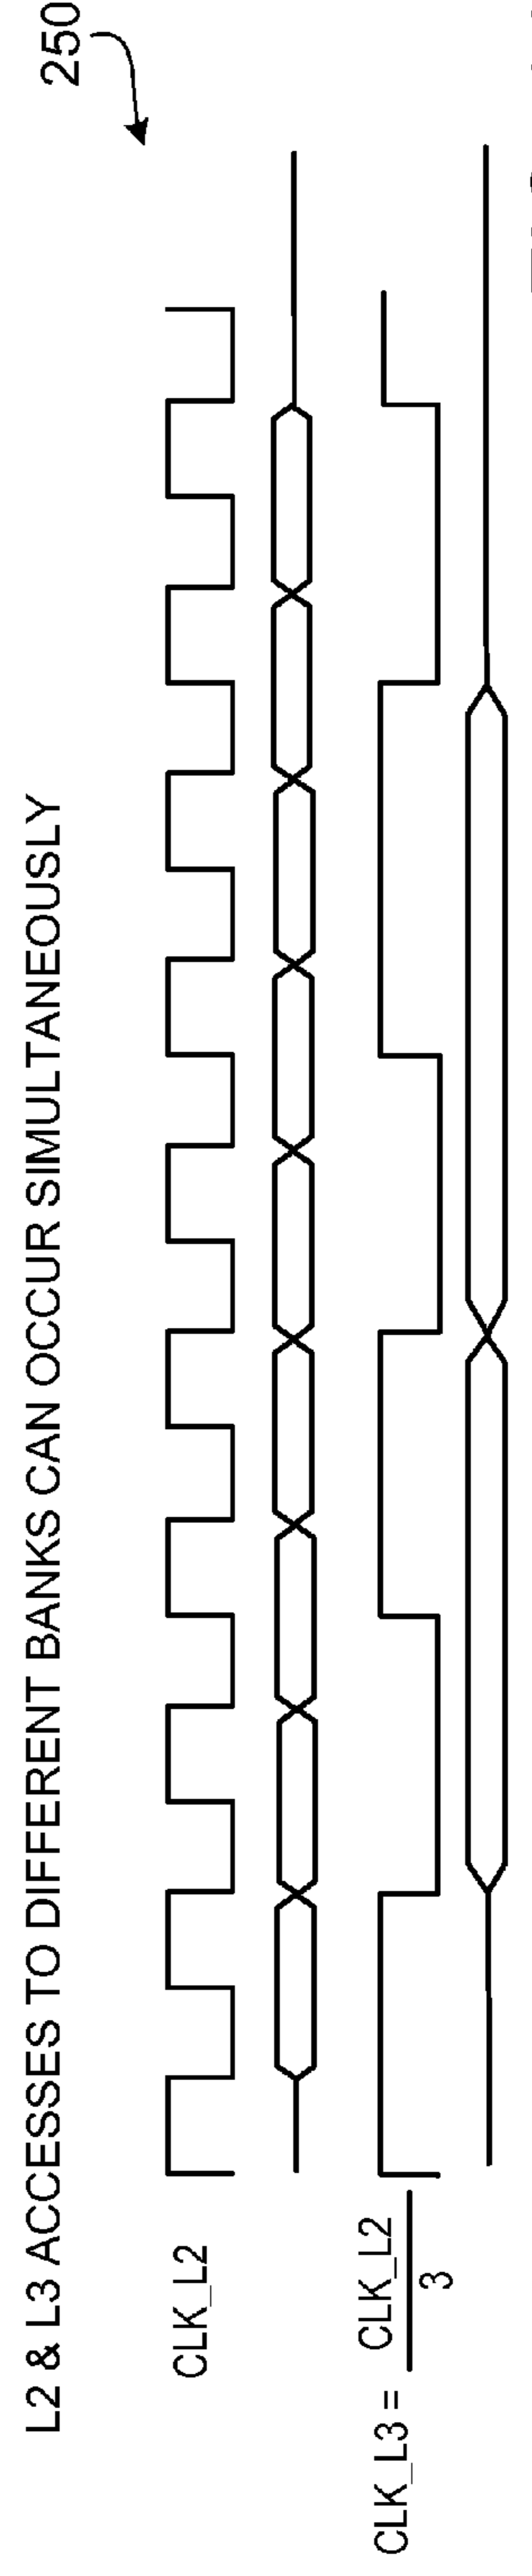 L2 & L3 ACCESSES TO DIFFERENT BANKS CAN OCCUR SIMULTANEOUSLY
250
CLK_L2
CLK_L3 = CLK_L2
3